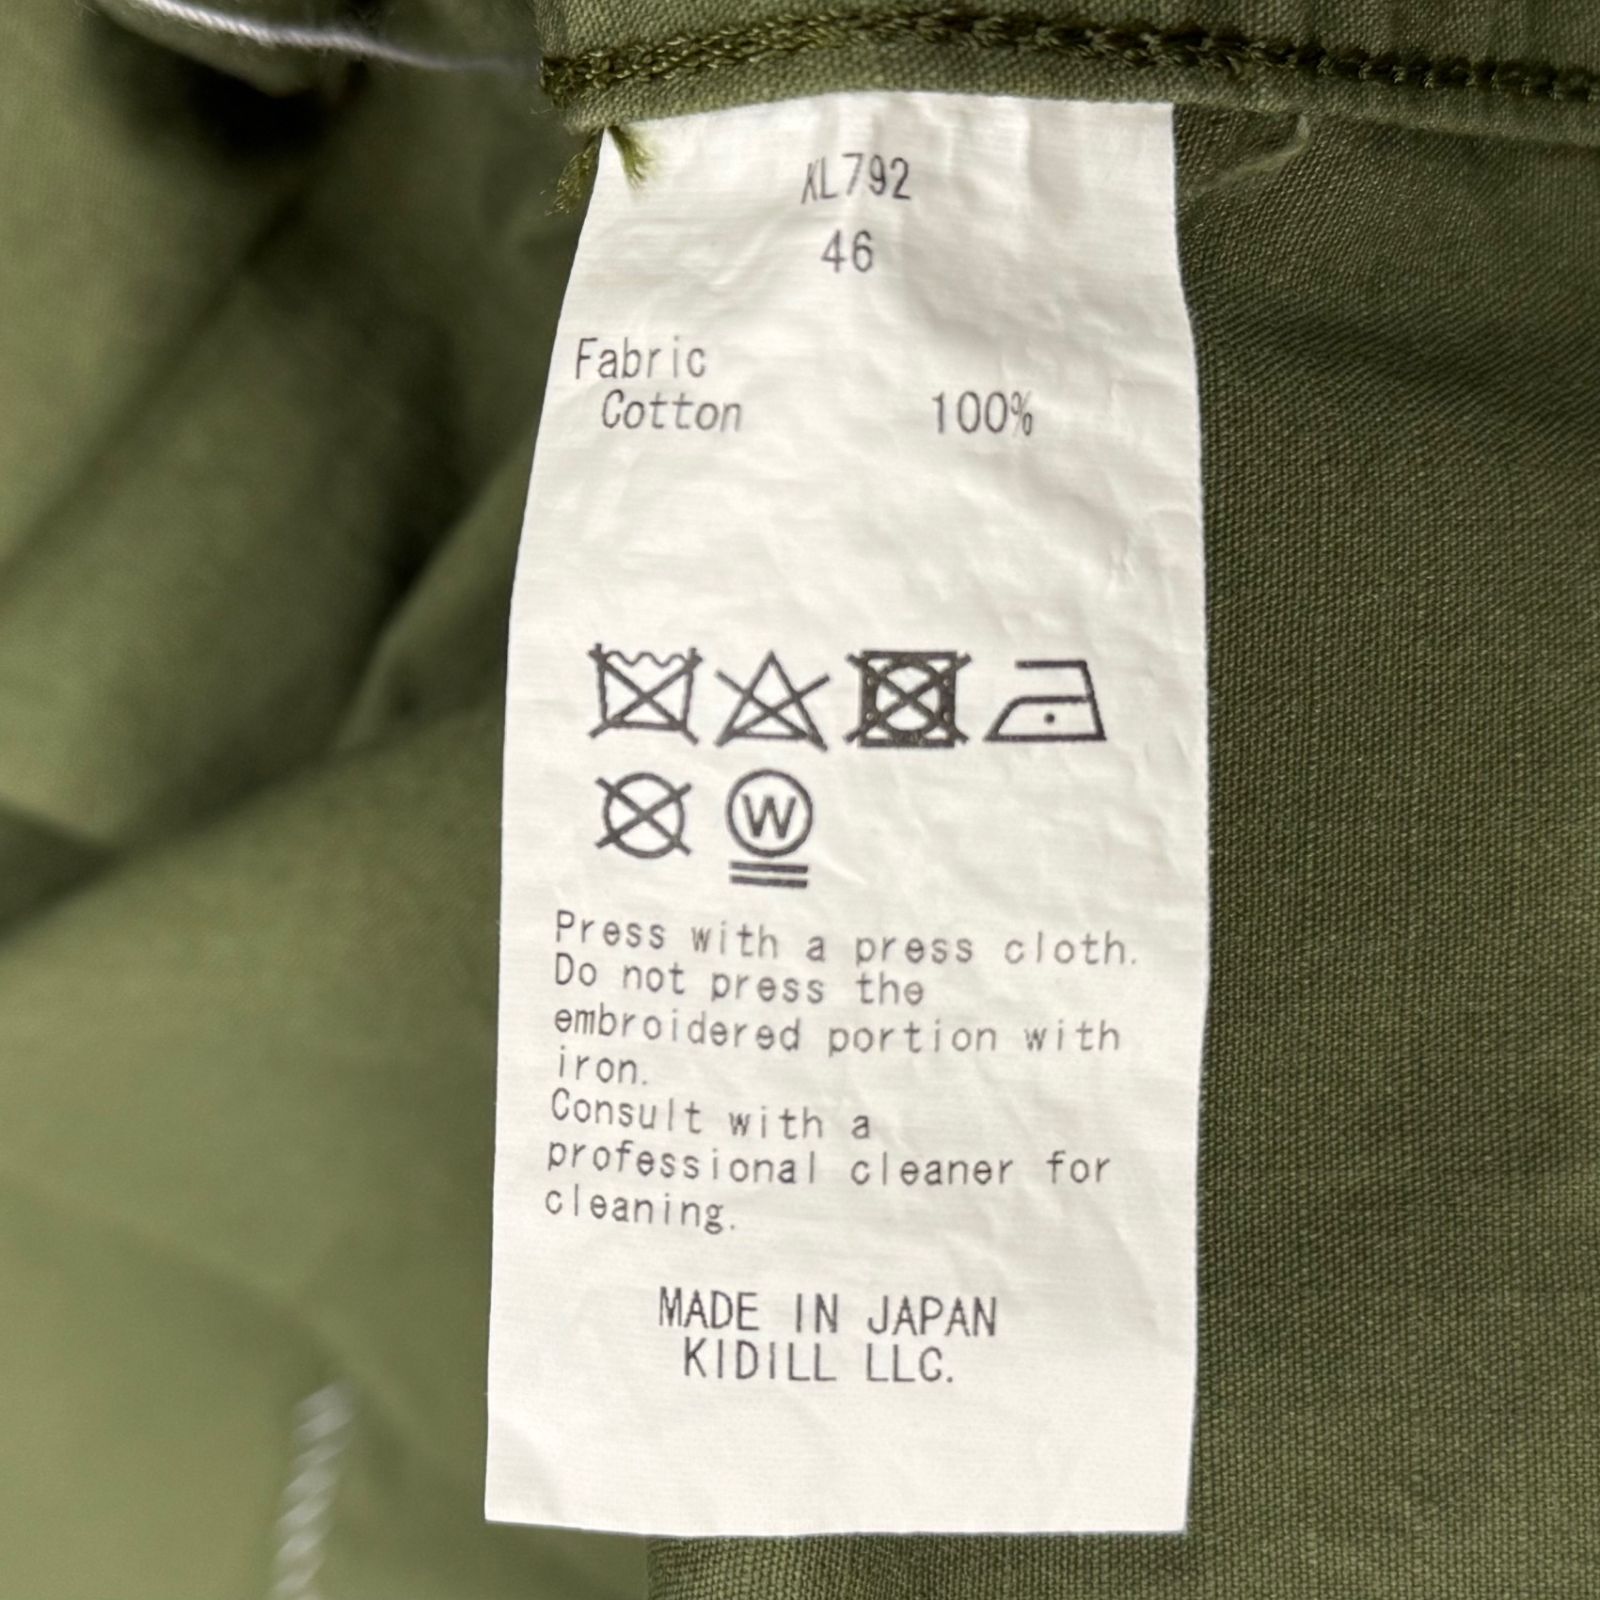 KL792
46
Fabric
Cotton 100%
W
Press with a press cloth.
Do not press the
embroidered portion with
iron.
Consult with a
professional cleaner for
cleaning.
MADE IN JAPAN
KIDILL LLC.